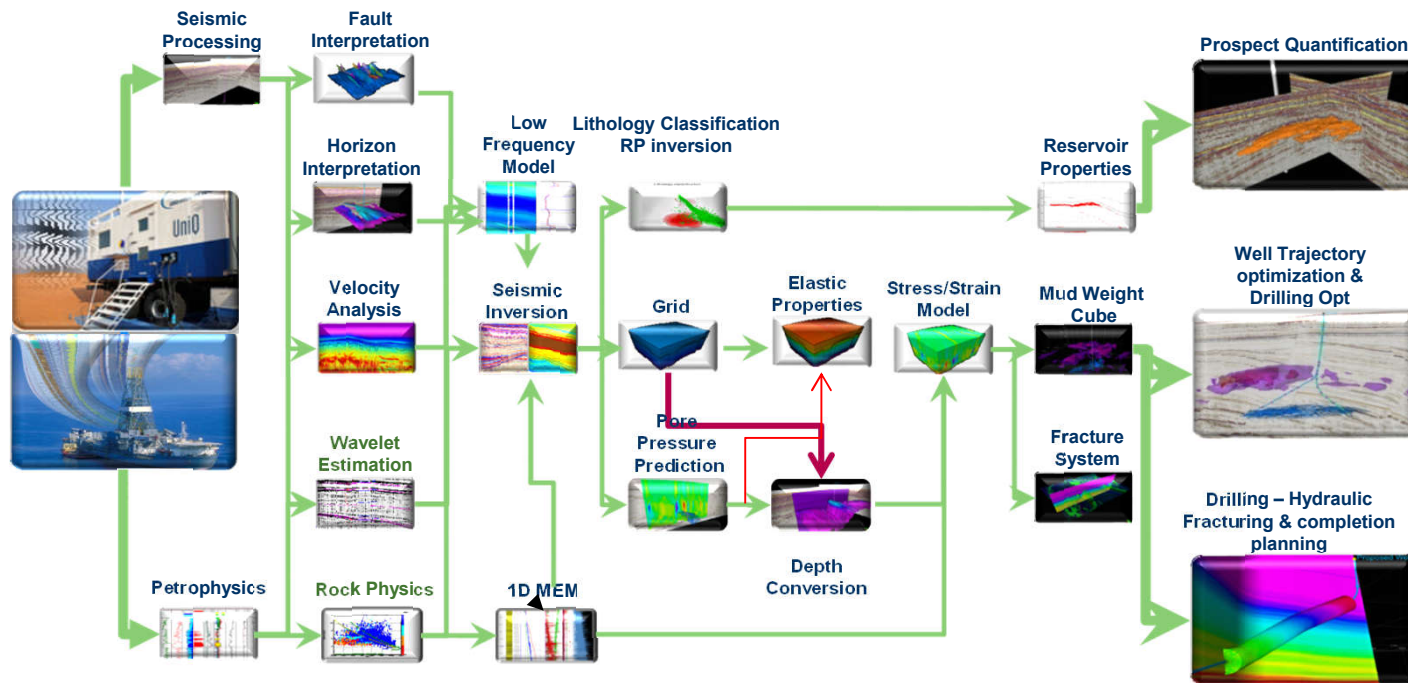 Seismic
Processing
Fault
Interpretation
Prospect Quantification
Horizon
Interpretation
Low
Frequency
Model
Lithology Classification
RP inversion
Reservoir
Properties
UniQ
Velocity
Analysis
Seismic
Inversion
Grid
Elastic
Properties
Stress/Strain
Model
Mud Weight
Cube
Well Trajectory
optimization &
Drilling Opt
Wavelet
Estimation
Pore
Pressure
Prediction
Fracture
System
Drilling – Hydraulic
Fracturing & completion
planning
Petrophysics
Rock Physics
1D MEM
Depth
Conversion